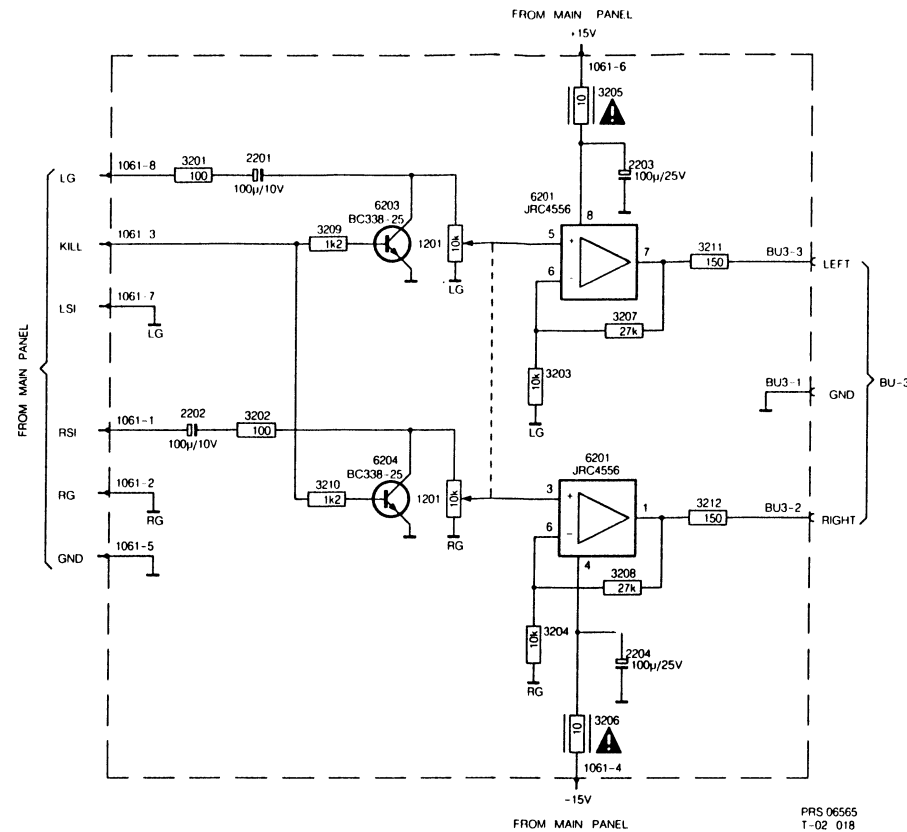 FROM MAIN PANEL
+15V
1061-6
10
3205
1061-8
3201
100
2201
100µ/10V
LG
2203
100µ/25V
6201
JRC4556
8
6203
BC338-25
1061 3
KILL
3209
1k2
1201
10k
LG
5
+
6
-
7
3211
150
BU3-3
LEFT
1061-7
LSI
LG
3207
27k
10k
3203
LG
FROM MAIN PANEL
BU3-1
GND
BU-3
1061-1
RSI
2202
100µ/10V
3202
100
6204
BC338-25
6201
JRC4556
1061-2
RG
RG
3210
1k2
1201
10k
RG
3
+
6
-
1
4
3212
150
BU3-2
RIGHT
1061-5
GND
3208
27k
10k
3204
RG
2204
100µ/25V
10
3206
1061-4
-15V
FROM MAIN PANEL
PRS 06565
T-02 018